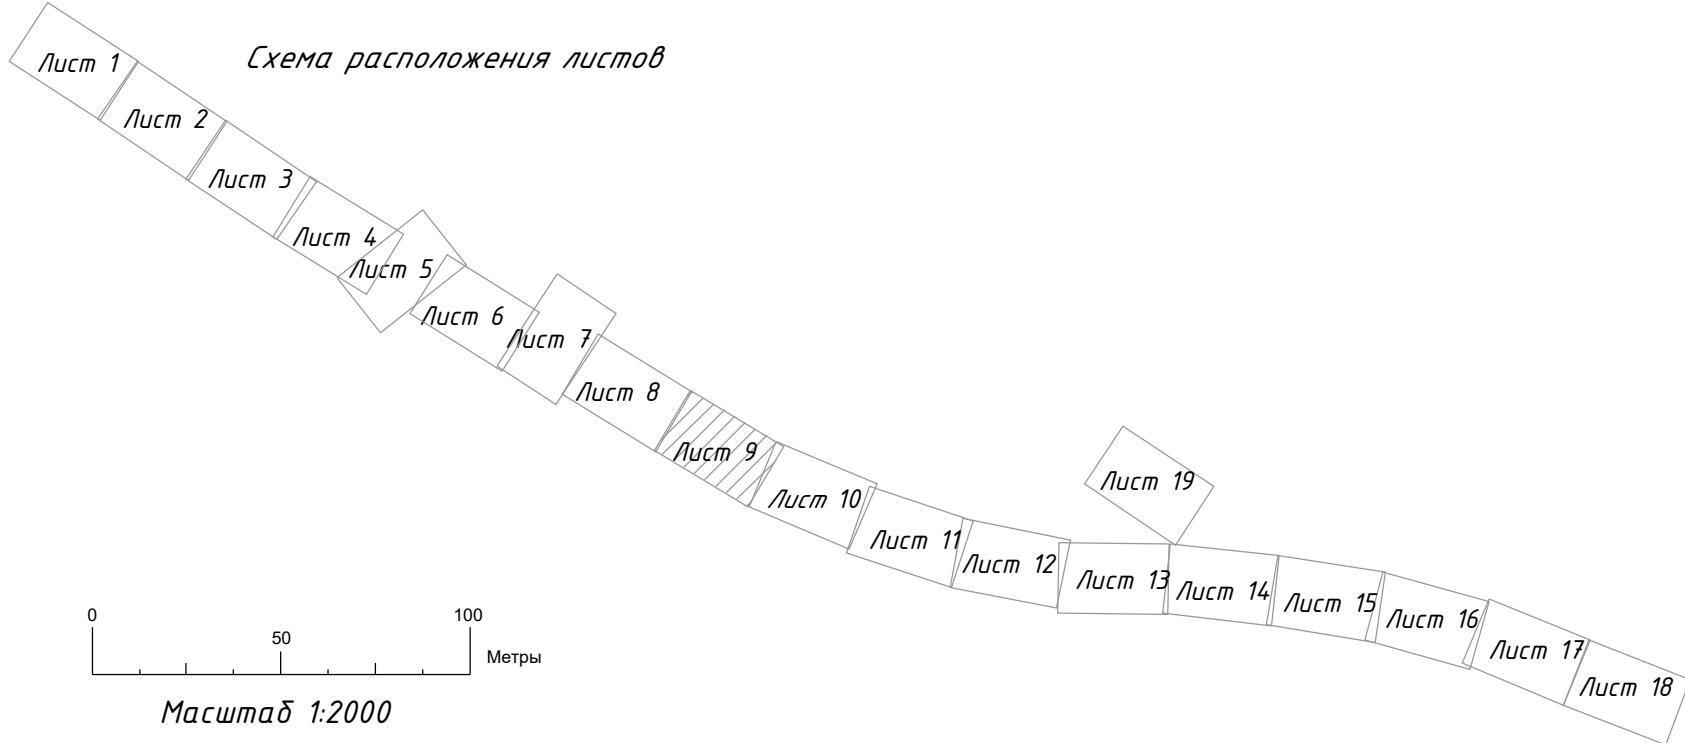 Схема расположения листов
Лист 1
Лист 2
Лист 3
Лист 4
Лист 5
Лист 6
Лист 7
Лист 8
Лист 9
Лист 10
Лист 11
Лист 12
Лист 13
Лист 14
Лист 15
Лист 16
Лист 17
Лист 18
Лист 19
0
50
100
Метры
Масштаб 1:2000